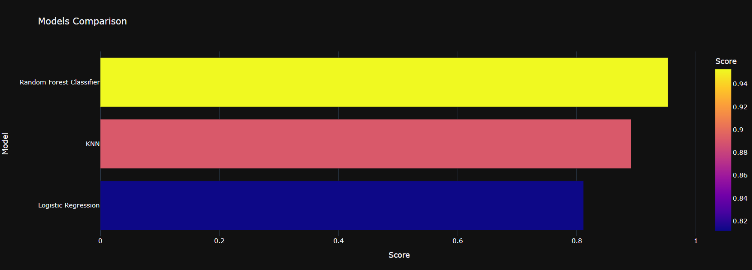 Models Comparison
Score
Random Forest Classifier
0.94
0.92
0.9
KNN
0.88
0.86
0.84
Logistic Regression
0.82
Model
0
0.2
0.4
0.6
0.8
1
Score